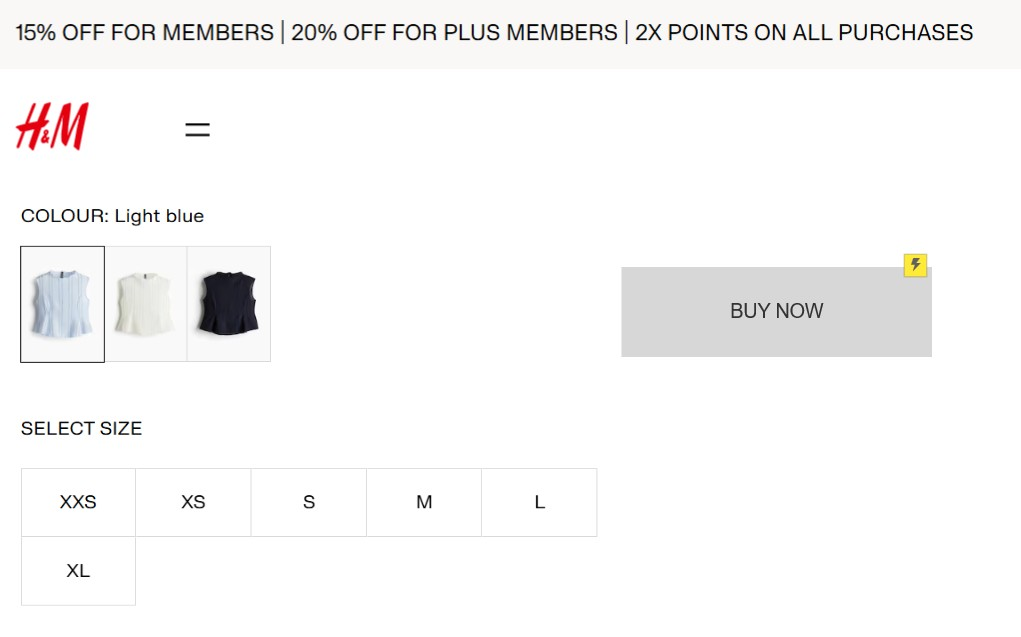 15% OFF FOR MEMBERS | 20% OFF FOR PLUS MEMBERS | 2X POINTS ON ALL PURCHASES
H&M
COLOUR: Light blue
BUY NOW
SELECT SIZE
XXS XS S M L
XL